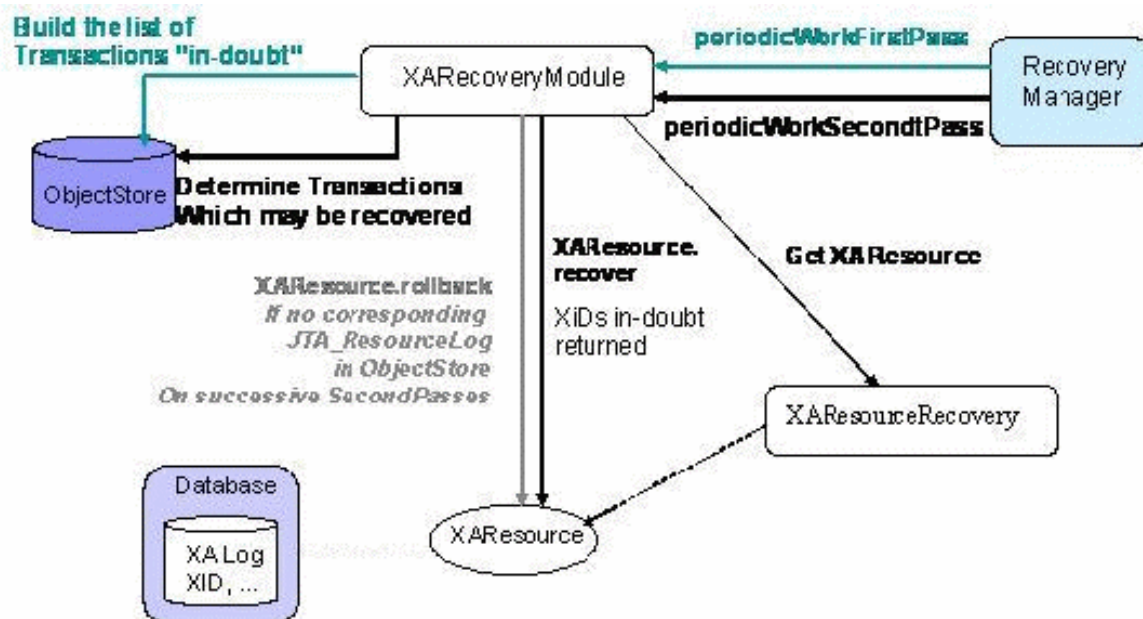 Build the list of
Transactions "in-doubt"
periodicWorkFirstPass
XARecoveryModule
Recovery
Manager
periodicWorkSecondtPass
ObjectStore
Determine Transactions
Which may be recovered
XAResource.rollback
If no corresponding
JTA_ResourceLog
in ObjectStore
On successive SecondPasses
XAResource.
recover
XiDs in-doubt
returned
Get XAResource
XAResourceRecovery
Database
XALog
XID, ...
XAResource